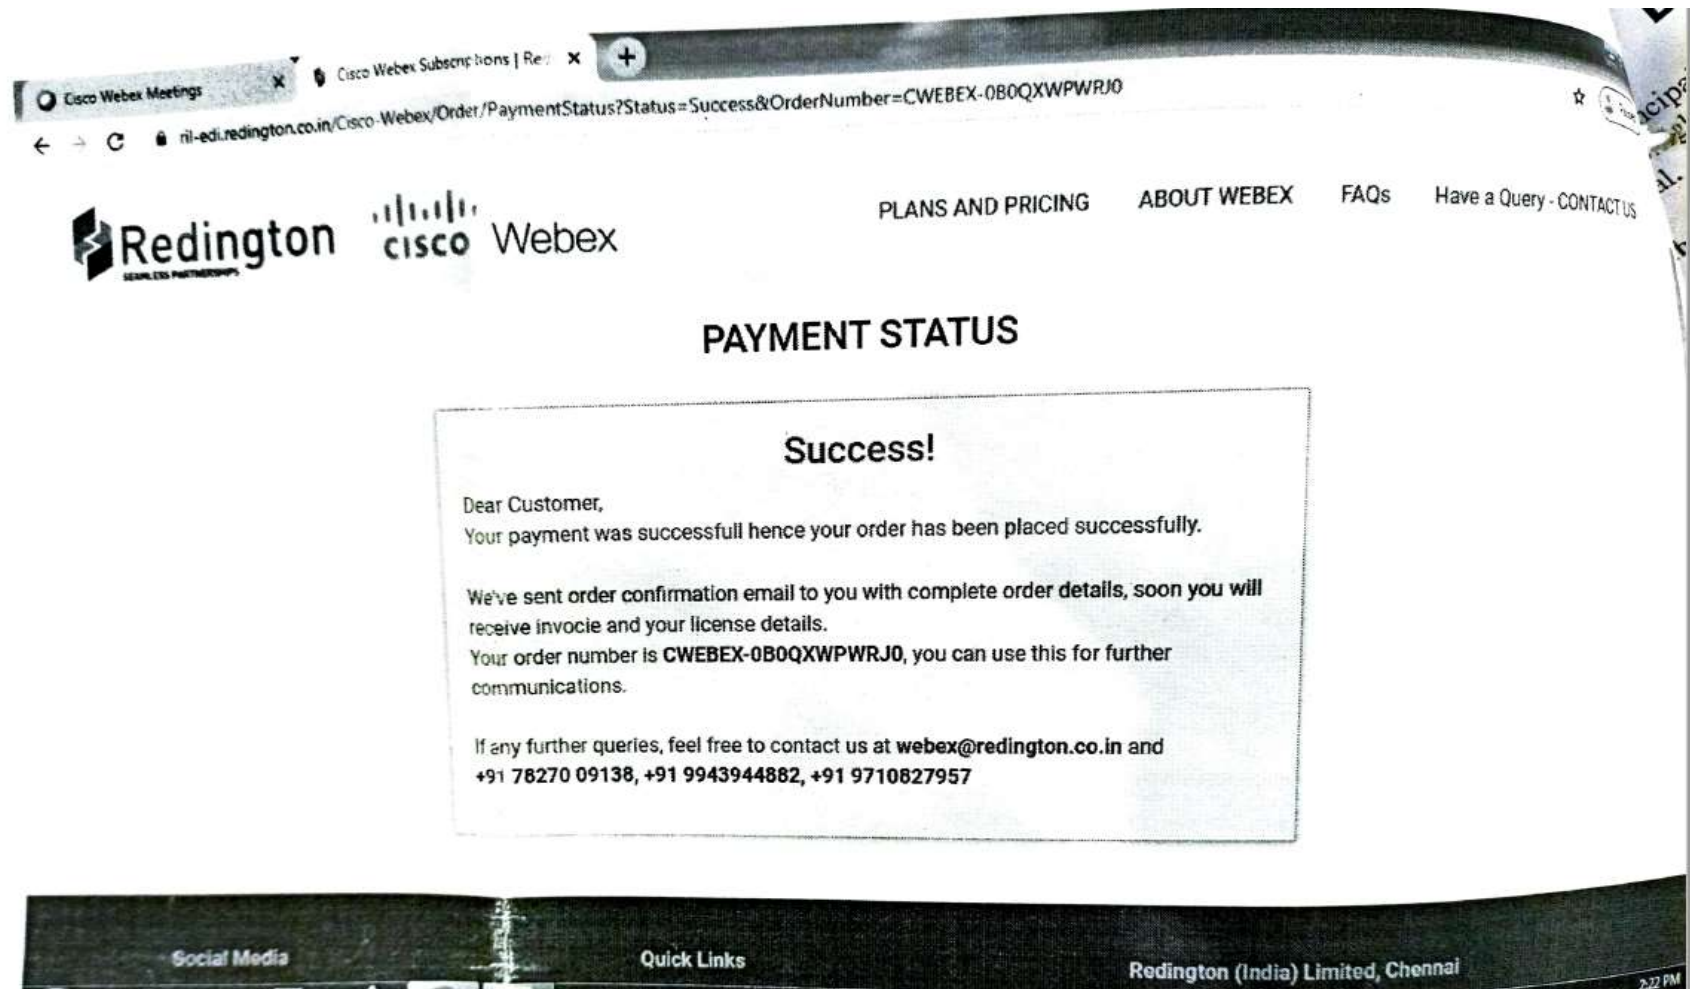 Cisco Webex Meetings
Cisco Webex Subscriptions | Re
ril-edi.redington.co.in/Cisco-Webex/Order/PaymentStatus?Status=Success&OrderNumber=CWEBEX-0B0QXWPWRJ0
Redington
SEAMLESS PARTNERSHIPS
cisco Webex
PLANS AND PRICING ABOUT WEBEX FAQs Have a Query - CONTACT US
PAYMENT STATUS
Success!
Dear Customer,
Your payment was successfull hence your order has been placed successfully.
We've sent order confirmation email to you with complete order details, soon you will
receive invocie and your license details.
Your order number is CWEBEX-0B0QXWPWRJ0, you can use this for further
communications.
If any further queries, feel free to contact us at webex@redington.co.in and
+91 78270 09138, +91 9943944882, +91 9710827957
Social Media Quick Links Redington (India) Limited, Chennai
2:22 PM